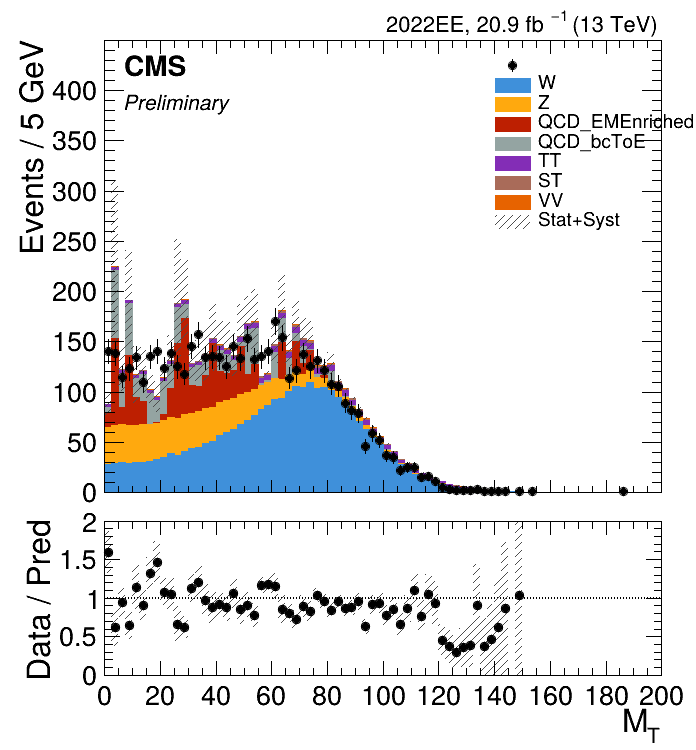 2022EE, 20.9 fb⁻¹ (13 TeV)
CMS
Preliminary
W
Z
QCD_EMEnriched
QCD_bcToE
TT
ST
VV
Stat+Syst
Events / 5 GeV
400
350
300
250
200
150
100
50
0
Data / Pred
2
1.5
1
0.5
0
0 20 40 60 80 100 120 140 160 180 200
M_T